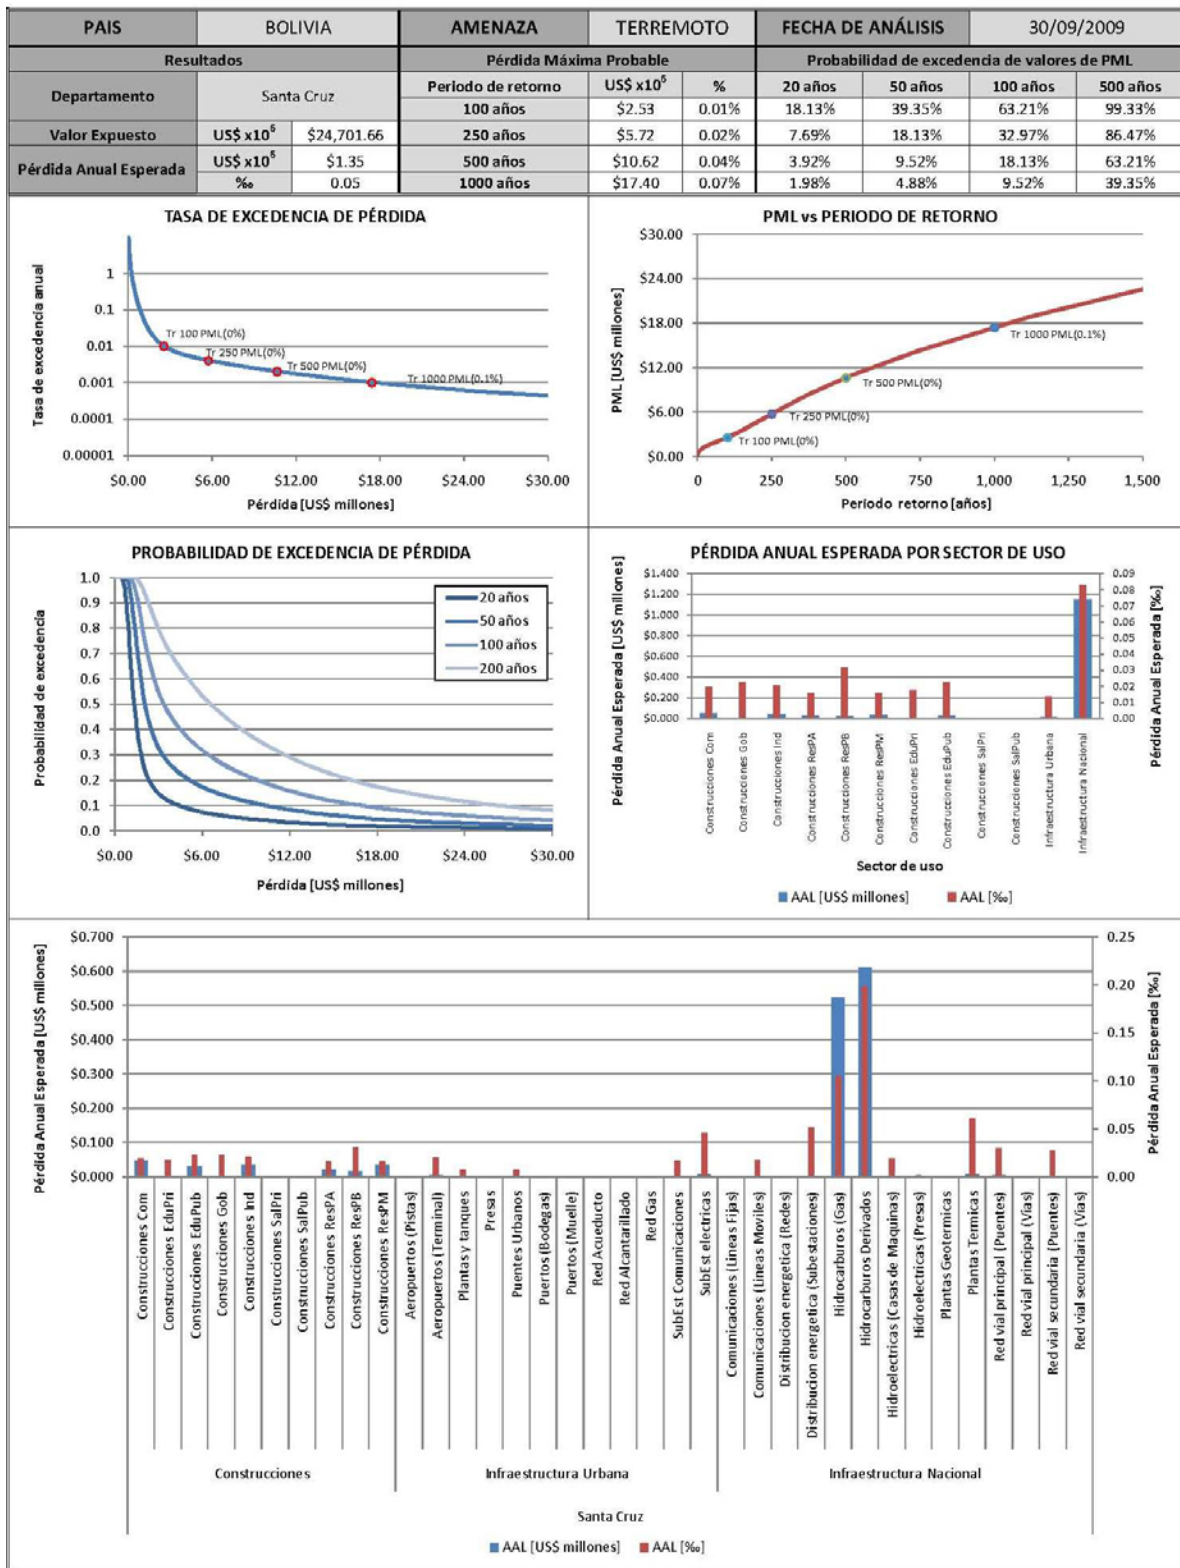 PAIS BOLIVIA AMENAZA TERREMOTO FECHA DE ANÁLISIS 30/09/2009
Resultados Pérdida Máxima Probable Probabilidad de excedencia de valores de PML
Departamento Santa Cruz Periodo de retorno US$ x10⁶ % 20 años 50 años 100 años 500 años
100 años $2.53 0.01% 18.13% 39.35% 63.21% 99.33%
Valor Expuesto US$ x10⁶ $24,701.66 250 años $5.72 0.02% 7.69% 18.13% 32.97% 86.47%
Pérdida Anual Esperada US$ x10⁶ $1.35 500 años $10.62 0.04% 3.92% 9.52% 18.13% 63.21%
‰ 0.05 1000 años $17.40 0.07% 1.98% 4.88% 9.52% 39.35%
TASA DE EXCEDENCIA DE PÉRDIDA
Tasa de excedencia anual
1
0.1
0.01
0.001
0.0001
0.00001
Tr 100 PML(0%)
Tr 250 PML(0%)
Tr 500 PML(0%)
Tr 1000 PML(0.1%)
$0.00 $6.00 $12.00 $18.00 $24.00 $30.00
Pérdida [US$ millones]
PML vs PERIODO DE RETORNO
PML [US$ millones]
$30.00
$24.00
$18.00
$12.00
$6.00
$0.00
Tr 1000 PML(0.1%)
Tr 500 PML(0%)
Tr 250 PML(0%)
Tr 100 PML(0%)
0 250 500 750 1,000 1,250 1,500
Período retorno [años]
PROBABILIDAD DE EXCEDENCIA DE PÉRDIDA
Probabilidad de excedencia
1.0
0.9
0.8
0.7
0.6
0.5
0.4
0.3
0.2
0.1
0.0
20 años
50 años
100 años
200 años
$0.00 $6.00 $12.00 $18.00 $24.00 $30.00
Pérdida [US$ millones]
PÉRDIDA ANUAL ESPERADA POR SECTOR DE USO
Pérdida Anual Esperada [US$ millones]
$1.400
$1.200
$1.000
$0.800
$0.600
$0.400
$0.200
$0.000
0.09
0.08
0.07
0.06
0.05
0.04
0.03
0.02
0.01
0.00
Pérdida Anual Esperada [‰]
Construcciones Com
Construcciones Gob
Construcciones Ind
Construcciones ResPA
Construcciones ResPB
Construcciones ResPM
Construcciones EduPri
Construcciones EduPub
Construcciones SalPri
Construcciones SalPub
Infraestructura Urbana
Infraestructura Nacional
Sector de uso
AAL [US$ millones] AAL [‰]
Pérdida Anual Esperada [US$ millones]
$0.700
$0.600
$0.500
$0.400
$0.300
$0.200
$0.100
$0.000
0.25
0.20
0.15
0.10
0.05
0.00
Pérdida Anual Esperada [‰]
Construcciones Com
Construcciones EduPri
Construcciones EduPub
Construcciones Gob
Construcciones Ind
Construcciones SalPri
Construcciones SalPub
Construcciones ResPA
Construcciones ResPB
Construcciones ResPM
Aeropuertos (Pistas)
Aeropuertos (Terminal)
Plantas y tanques
Presas
Puentes Urbanos
Puertos (Bodegas)
Puertos (Muelle)
Red Acueducto
Red Alcantarillado
Red Gas
SubEst Comunicaciones
SubEst electricas
Comunicaciones (Lineas Fijas)
Comunicaciones (Lineas Moviles)
Distribucion energetica (Redes)
Distribucion energetica (Subestaciones)
Hidrocarburos (Gas)
Hidrocarburos Derivados
Hidroelectricas (Casas de Maquinas)
Hidroelectricas (Presas)
Plantas Geotermicas
Plantas Termicas
Red vial principal (Puentes)
Red vial principal (Vias)
Red vial secundaria (Puentes)
Red vial secundaria (Vias)
Construcciones Infraestructura Urbana Infraestructura Nacional
Santa Cruz
AAL [US$ millones] AAL [‰]